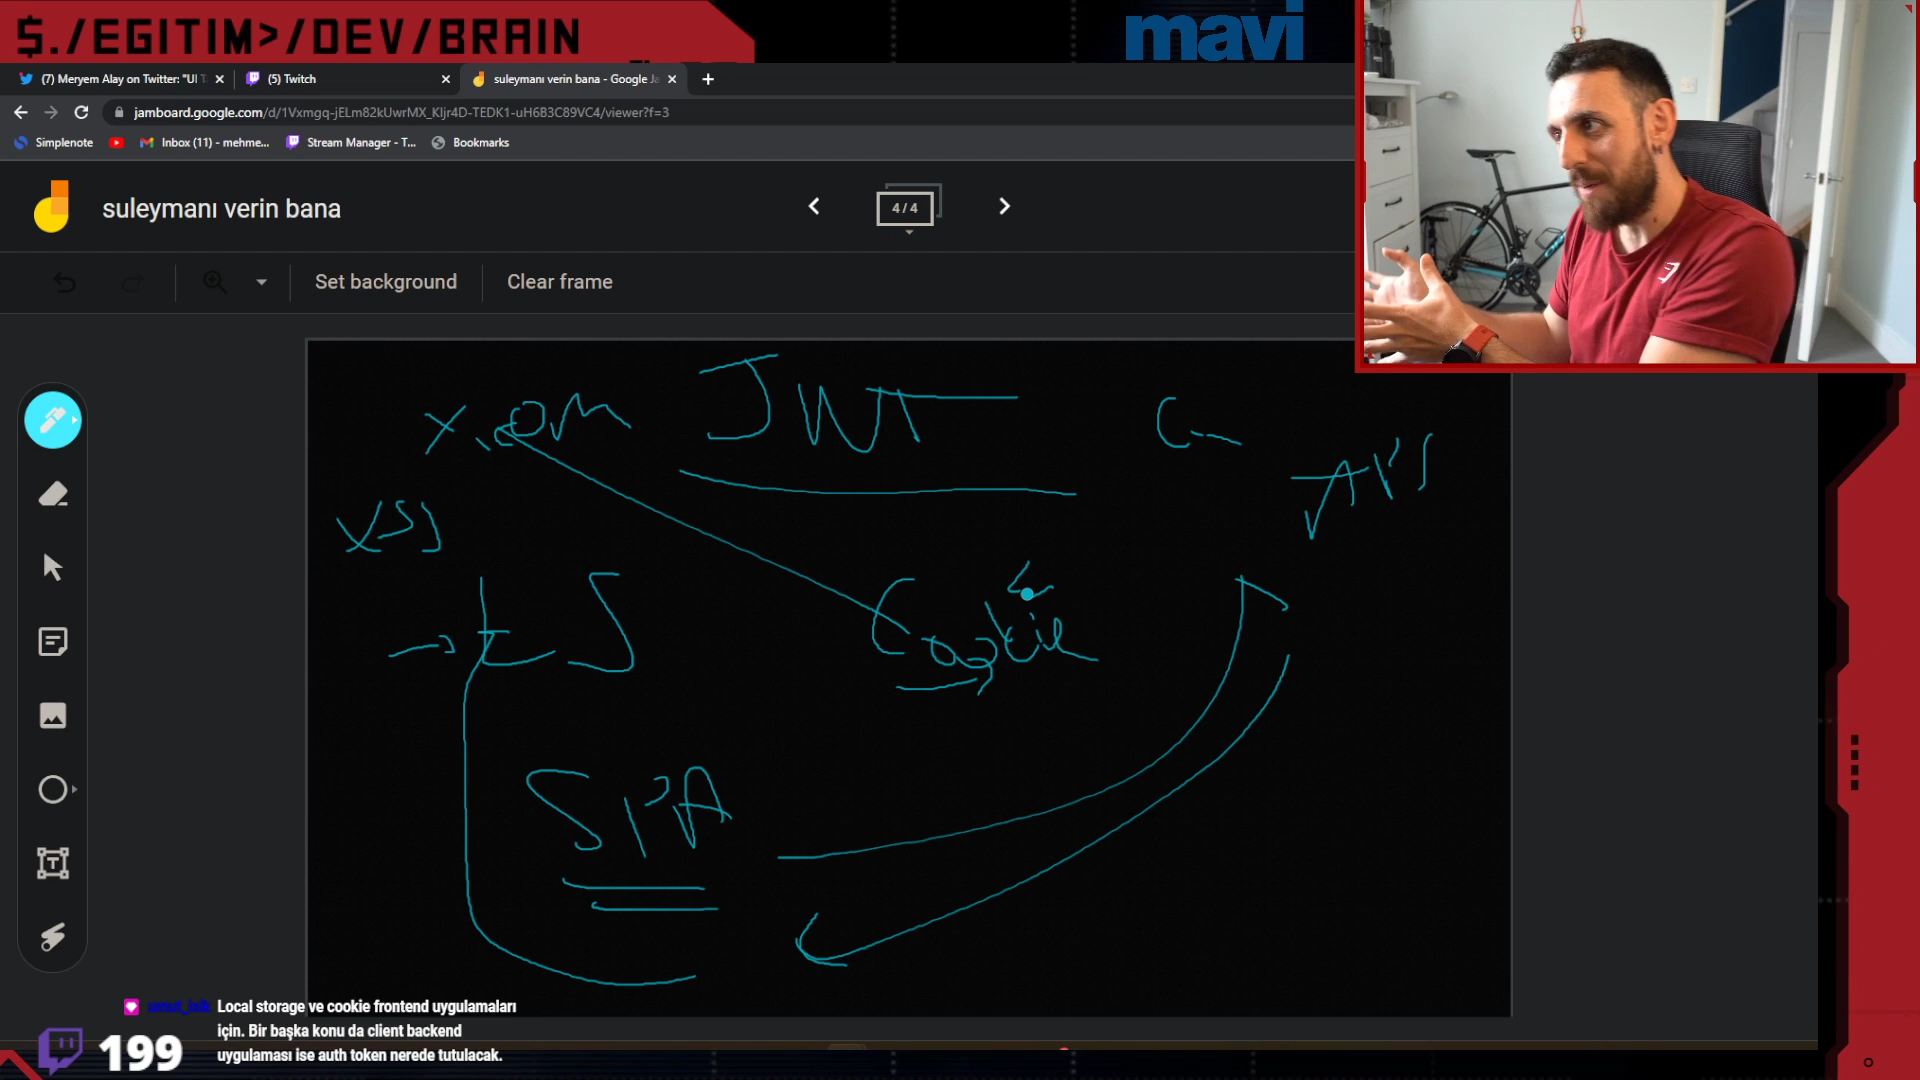 $./EGITIM>/DEV/BRAIN
mavi
(7) Meryem Alay on Twitter: "UI T
(5) Twitch
suleymanı verin bana - Google Ja
jamboard.google.com/d/1Vxmgq-jELm82kUwrMX_KIjr4D-TEDK1-uH6B3C89VC4/viewer?f=3
Simplenote
Inbox (11) - mehme...
Stream Manager - T...
Bookmarks
suleymanı verin bana
4 / 4
Set background
Clear frame
x.com JWT
API
XSS
LS
Cookie
SPA
Local storage ve cookie frontend uygulamaları
için. Bir başka konu da client backend
uygulaması ise auth token nerede tutulacak.
199